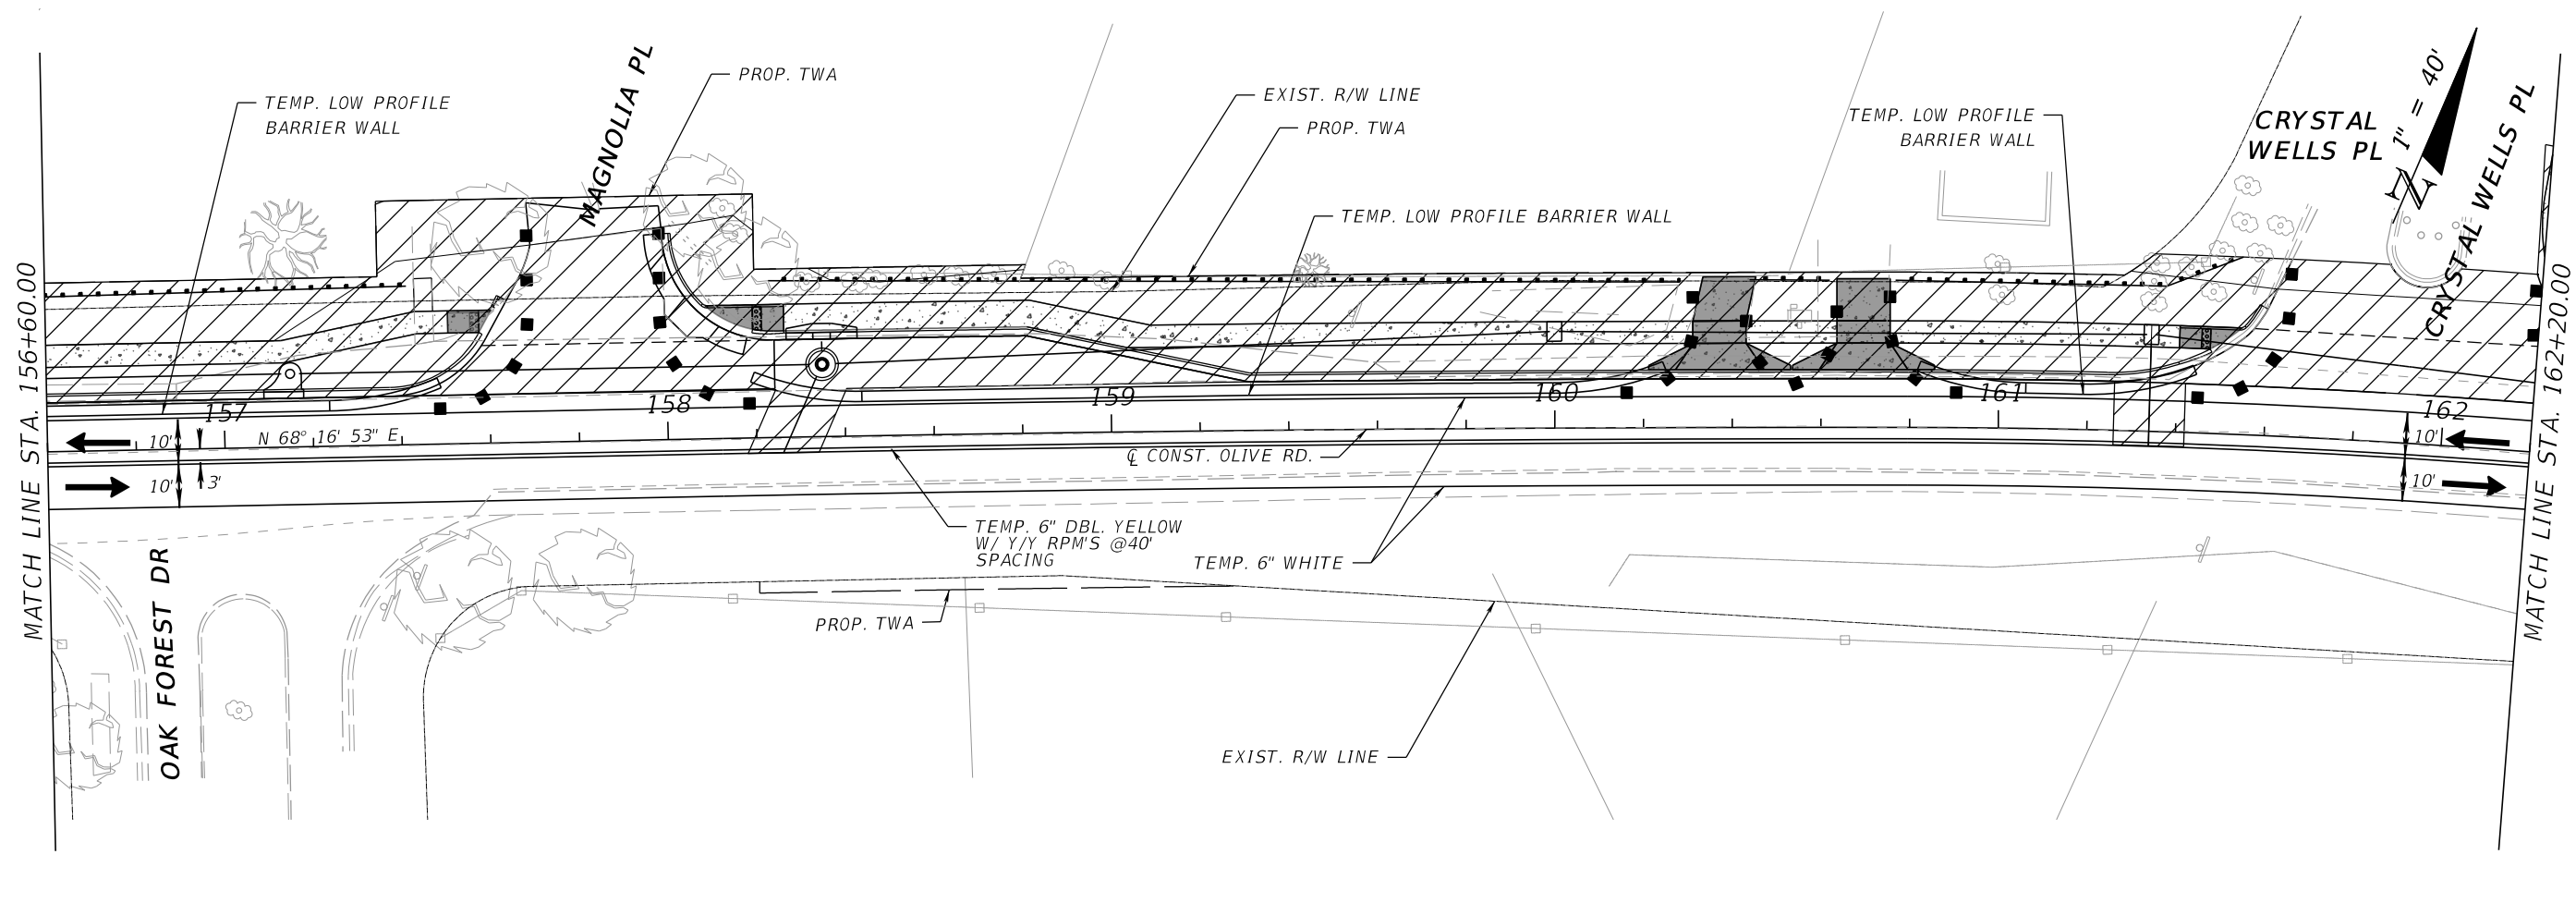 MAGNOLIA PL
PROP. TWA
TEMP. LOW PROFILE
BARRIER WALL
EXIST. R/W LINE
PROP. TWA
TEMP. LOW PROFILE
BARRIER WALL
CRYSTAL
WELLS PL
1" = 40'
N
CRYSTAL WELLS PL
TEMP. LOW PROFILE BARRIER WALL
MATCH LINE STA. 156+60.00
MATCH LINE STA. 162+20.00
157
158
159
160
161
162
10'
N 68° 16' 53" E
10'
3'
10'
10'
℄ CONST. OLIVE RD.
TEMP. 6" DBL. YELLOW
W/ Y/Y RPM'S @40'
SPACING
TEMP. 6" WHITE
OAK FOREST DR
PROP. TWA
EXIST. R/W LINE